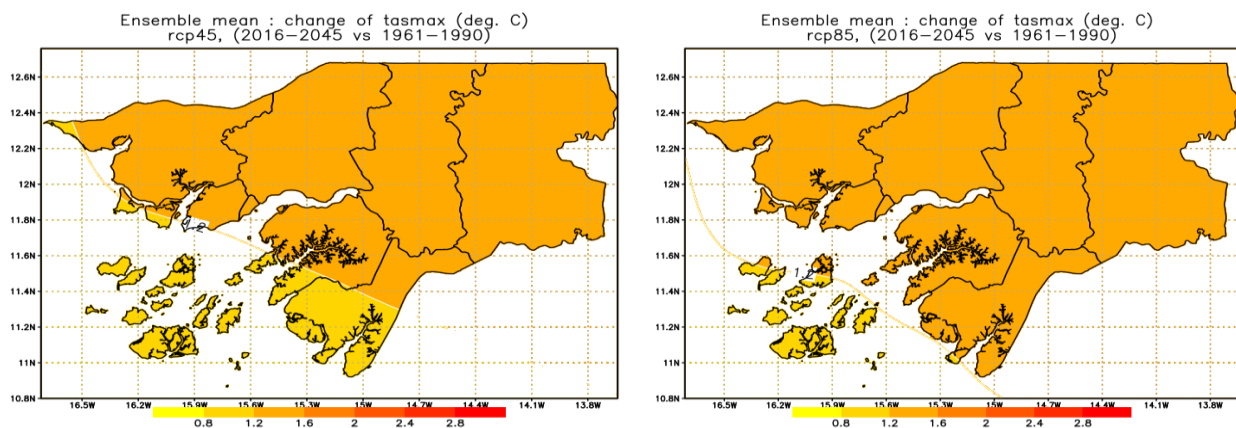 Ensemble mean : change of tasmax (deg. C)
rcp45, (2016-2045 vs 1961-1990)
12.6N
12.4N
12.2N
12N
11.8N
11.6N
11.4N
11.2N
11N
10.8N
1.2
16.5W 16.2W 15.9W 15.6W 15.3W 15W 14.7W 14.4W 14.1W 13.8W
0.8 1.2 1.6 2 2.4 2.8
Ensemble mean : change of tasmax (deg. C)
rcp85, (2016-2045 vs 1961-1990)
12.6N
12.4N
12.2N
12N
11.8N
11.6N
11.4N
11.2N
11N
10.8N
1.2
16.5W 16.2W 15.9W 15.6W 15.3W 15W 14.7W 14.4W 14.1W 13.8W
0.8 1.2 1.6 2 2.4 2.8